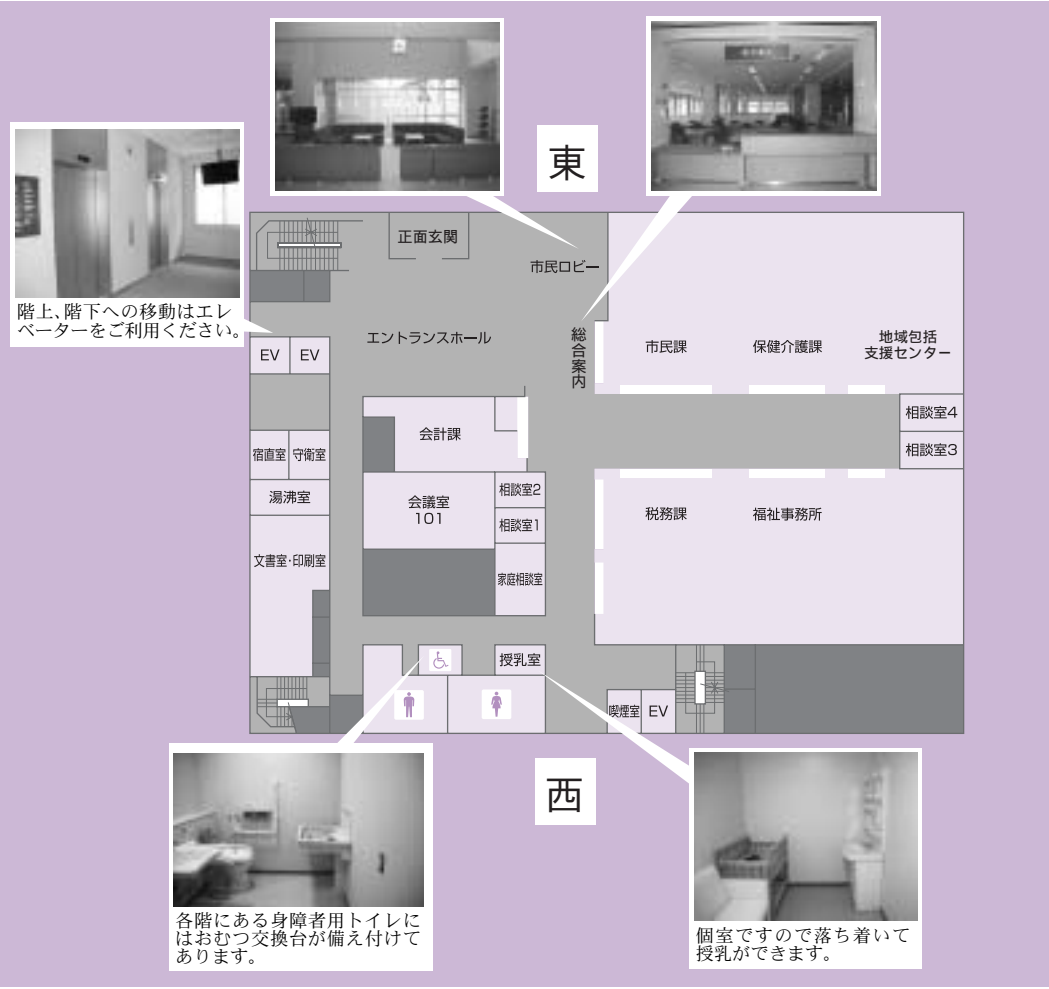 東
階上、階下への移動はエレ
ベーターをご利用ください。
正面玄関
市民ロビー
エントランスホール
総合案内
市民課
保健介護課
地域包括
支援センター
EV
EV
相談室4
相談室3
会計課
宿直室
守衛室
湯沸室
会議室
101
相談室2
相談室1
税務課
福祉事務所
文書室・印刷室
家庭相談室
授乳室
喫煙室
EV
西
各階にある身障者用トイレに
はおむつ交換台が備え付けて
あります。
個室ですので落ち着いて
授乳ができます。